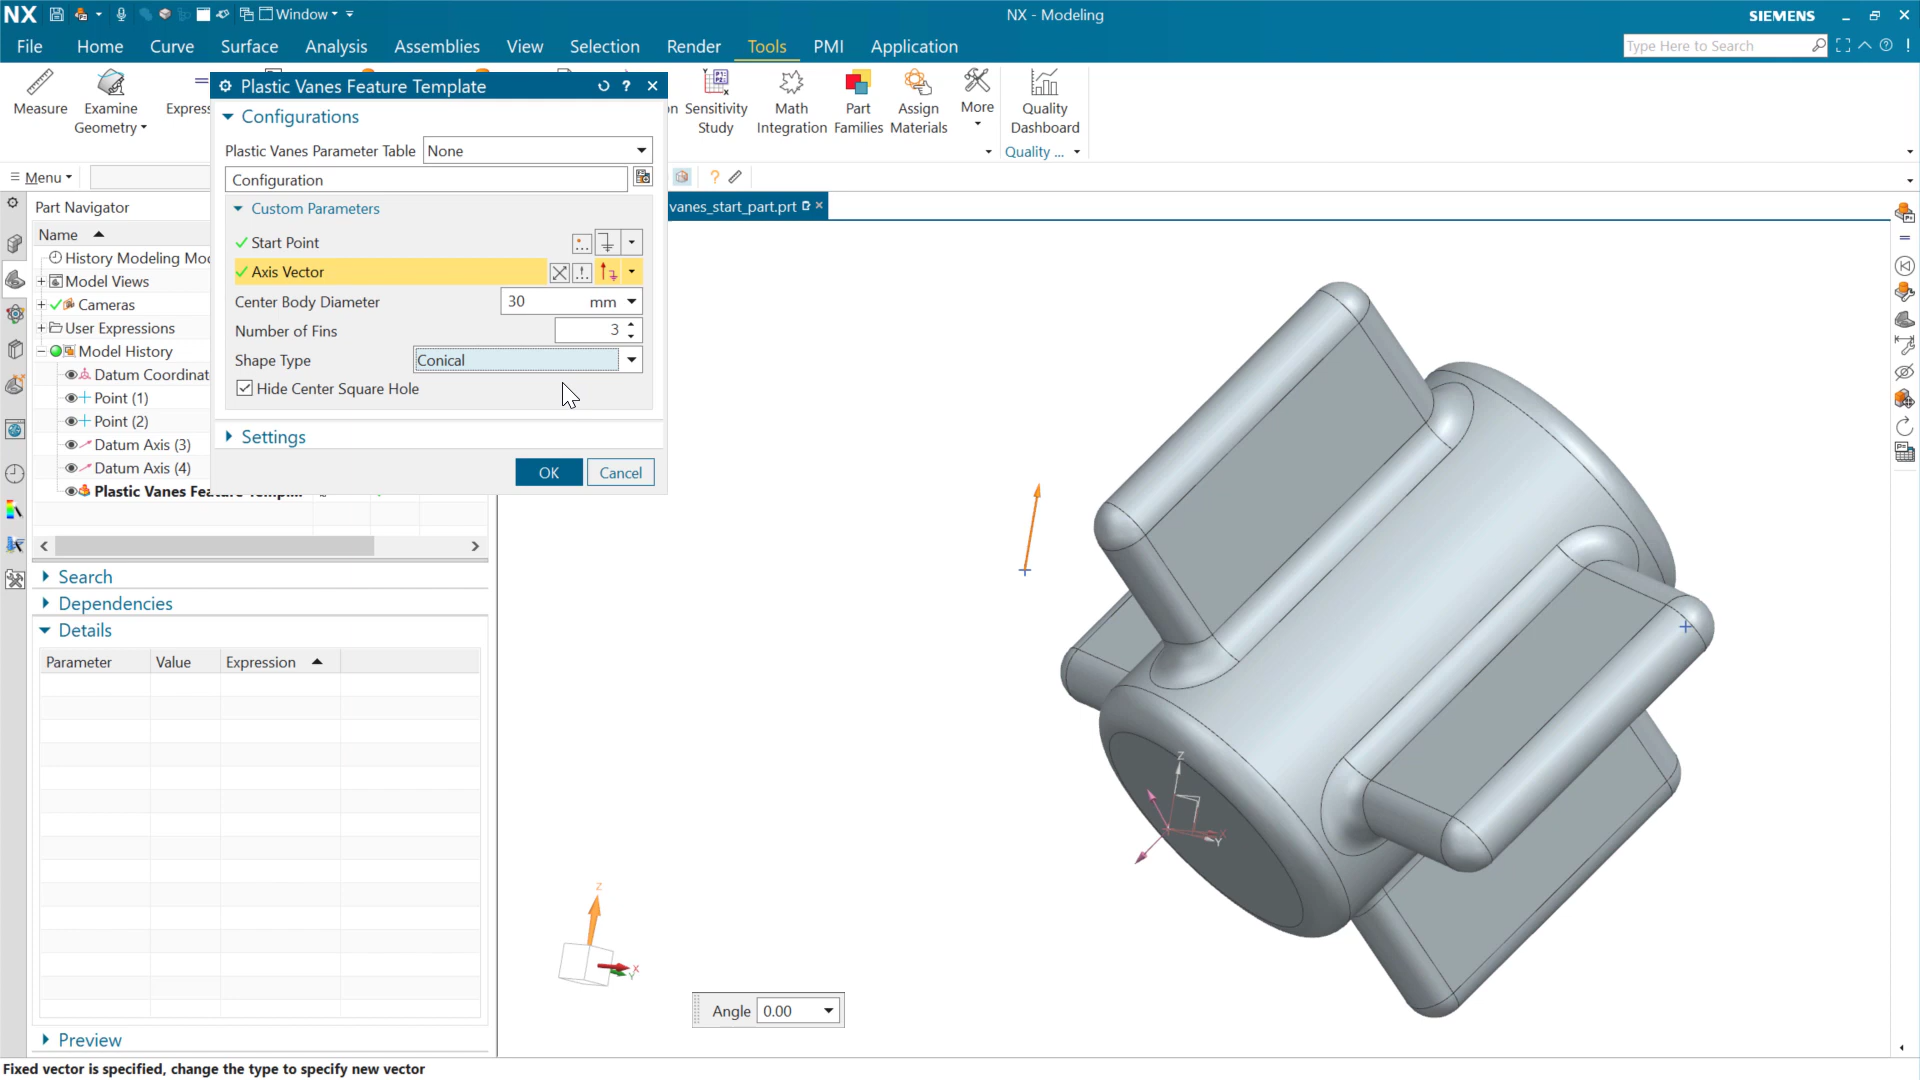 NX
Window
NX - Modeling
SIEMENS
File
Home
Curve
Surface
Analysis
Assemblies
View
Selection
Render
Tools
PMI
Application
Type Here to Search
Measure
Examine
Geometry
Express
Sensitivity
Study
Math
Integration
Part
Families
Assign
Materials
More
Quality
Dashboard
Quality ...
Plastic Vanes Feature Template
Configurations
Plastic Vanes Parameter Table
None
Configuration
Custom Parameters
Start Point
Axis Vector
Center Body Diameter
30 mm
Number of Fins
3
Shape Type
Conical
Hide Center Square Hole
Settings
OK
Cancel
Menu
Part Navigator
vanes_start_part.prt
Name
History Modeling Mo
Model Views
Cameras
User Expressions
Model History
Datum Coordinat
Point (1)
Point (2)
Datum Axis (3)
Datum Axis (4)
Plastic Vanes Fea
Search
Dependencies
Details
Parameter
Value
Expression
Preview
Z
X
Y
Z
X
Y
Angle 0.00
Fixed vector is specified, change the type to specify new vector